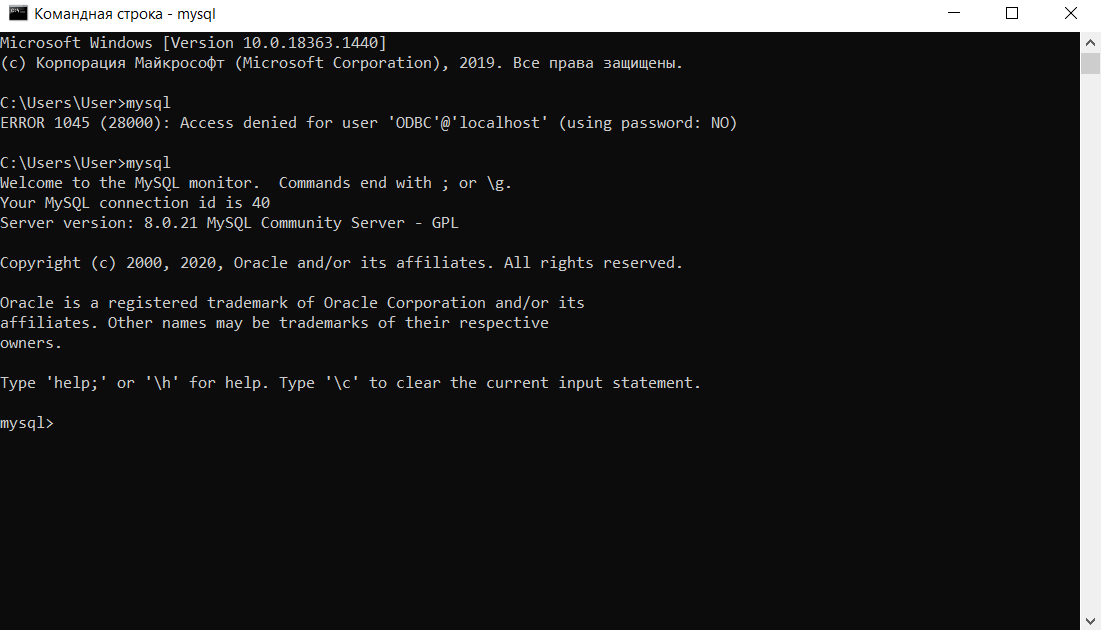 Командная строка - mysql
Microsoft Windows [Version 10.0.18363.1440]
(c) Корпорация Майкрософт (Microsoft Corporation), 2019. Все права защищены.
C:\Users\User>mysql
ERROR 1045 (28000): Access denied for user 'ODBC'@'localhost' (using password: NO)
C:\Users\User>mysql
Welcome to the MySQL monitor.  Commands end with ; or \g.
Your MySQL connection id is 40
Server version: 8.0.21 MySQL Community Server - GPL
Copyright (c) 2000, 2020, Oracle and/or its affiliates. All rights reserved.
Oracle is a registered trademark of Oracle Corporation and/or its
affiliates. Other names may be trademarks of their respective
owners.
Type 'help;' or '\h' for help. Type '\c' to clear the current input statement.
mysql>